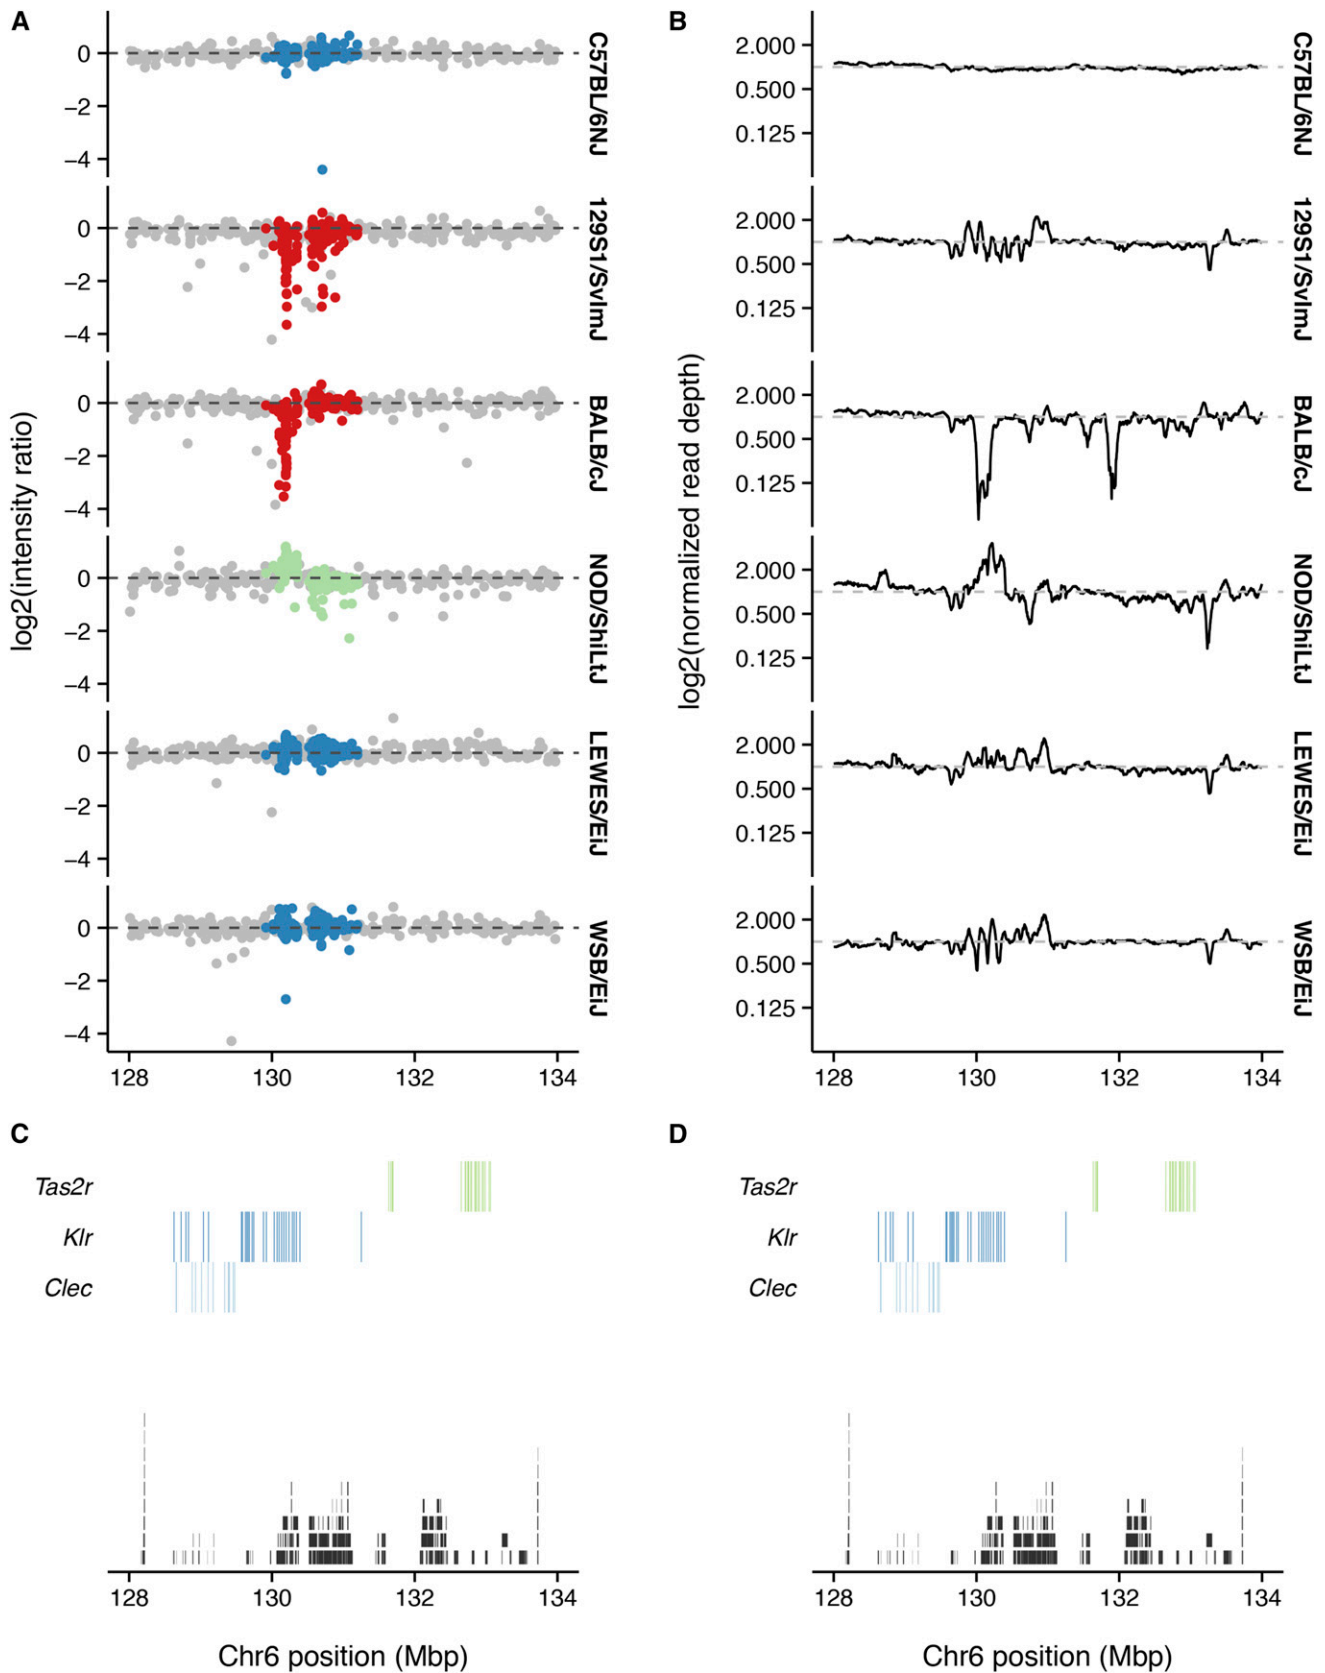 A
B
log2(intensity ratio)
0
−2
−4
C57BL/6NJ
0
−2
−4
129S1/SvImJ
0
−2
−4
BALB/cJ
0
−2
−4
NOD/ShiLtJ
0
−2
−4
LEWES/EiJ
0
−2
−4
WSB/EiJ
128 130 132 134
log2(normalized read depth)
2.000
0.500
0.125
C57BL/6NJ
2.000
0.500
0.125
129S1/SvImJ
2.000
0.500
0.125
BALB/cJ
2.000
0.500
0.125
NOD/ShiLtJ
2.000
0.500
0.125
LEWES/EiJ
2.000
0.500
0.125
WSB/EiJ
128 130 132 134
C
Tas2r
Klr
Clec
128 130 132 134
Chr6 position (Mbp)
D
Tas2r
Klr
Clec
128 130 132 134
Chr6 position (Mbp)